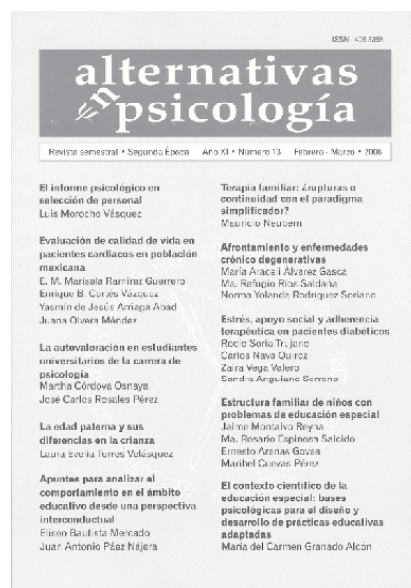 ISSN
alternativas
en psicología
Revista semestral • Segunda Época Año XI • Número 13 Febrero - Marzo • 2006
El informe psicológico en
selección de personal
Luis Morocho Vásquez
Evaluación de calidad de vida en
pacientes cardiacos en población
mexicana
E. M. Marisela Ramírez Guerrero
Enrique B. Cortés Vázquez
Yasmín de Jesús Arriaga Abad
Juana Olvera Méndez
La autovaloración en estudiantes
universitarios de la carrera de
psicología
Martha Córdova Osnaya
José Carlos Rosales Pérez
La edad paterna y sus
diferencias en la crianza
Laura Evelia Torres Velásquez
Apuntes para analizar el
comportamiento en el ámbito
educativo desde una perspectiva
interconductual
Eliseo Bautista Mercado
Juan Antonio Páez Nájera
Terapia familiar: ¿rupturas o
continuidad con el paradigma
simplificador?
Mauricio Neubern
Afrontamiento y enfermedades
crónico degenerativas
María Araceli Álvarez Gasca
Ma. Refugio Ríos Saldaña
Norma Yolanda Rodríguez Soriano
Estrés, apoyo social y adherencia
terapéutica en pacientes diabéticos
Rocío Soria Trujano
Carlos Nava Quiroz
Zaira Vega Valero
Sandra Anguiano Serrano
Estructura familiar de niños con
problemas de educación especial
Jaime Montalvo Reyna
Ma. Rosario Espinosa Salcido
Ernesto Arenas Govea
Maribel Cuevas Pérez
El contexto científico de la
educación especial: bases
psicológicas para el diseño y
desarrollo de prácticas educativas
adaptadas
María del Carmen Granado Alcón